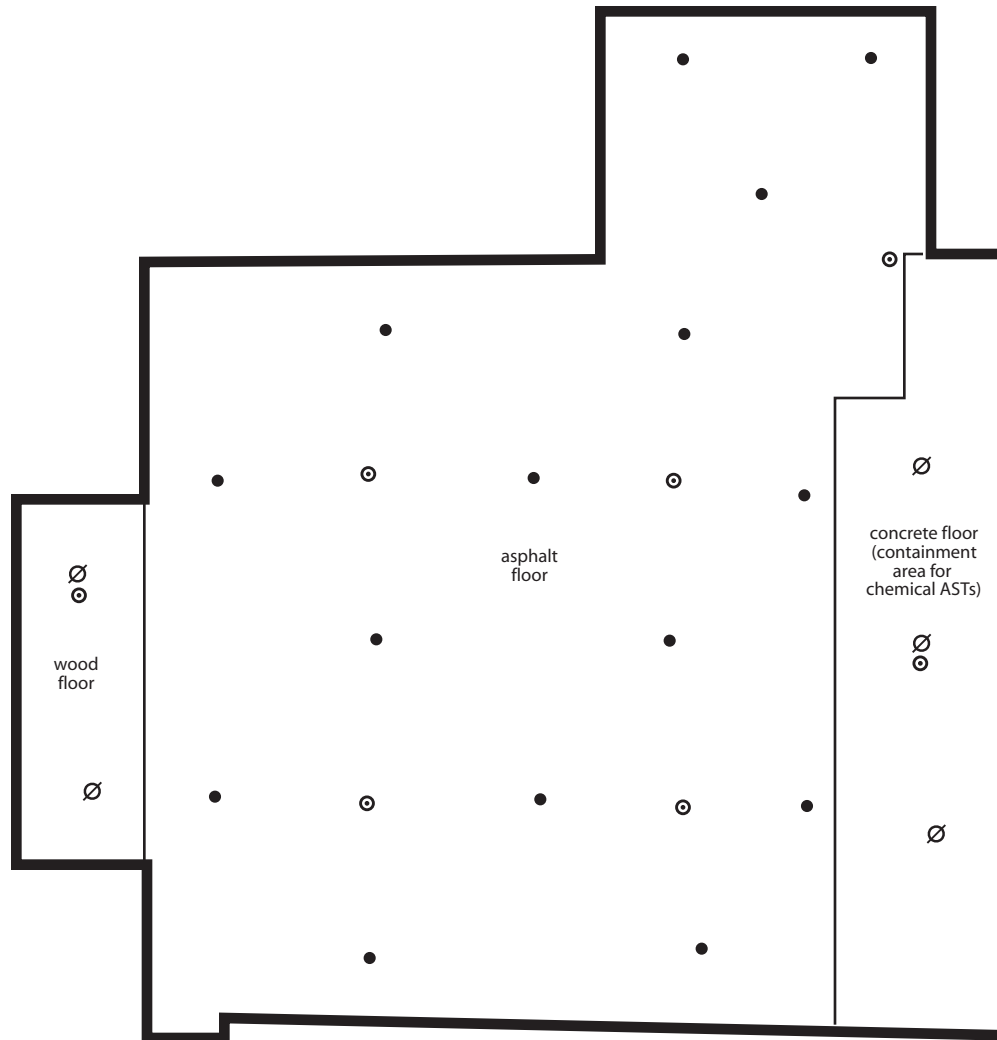 concrete floor
(containment
area for
chemical ASTs)
asphalt
floor
wood
floor